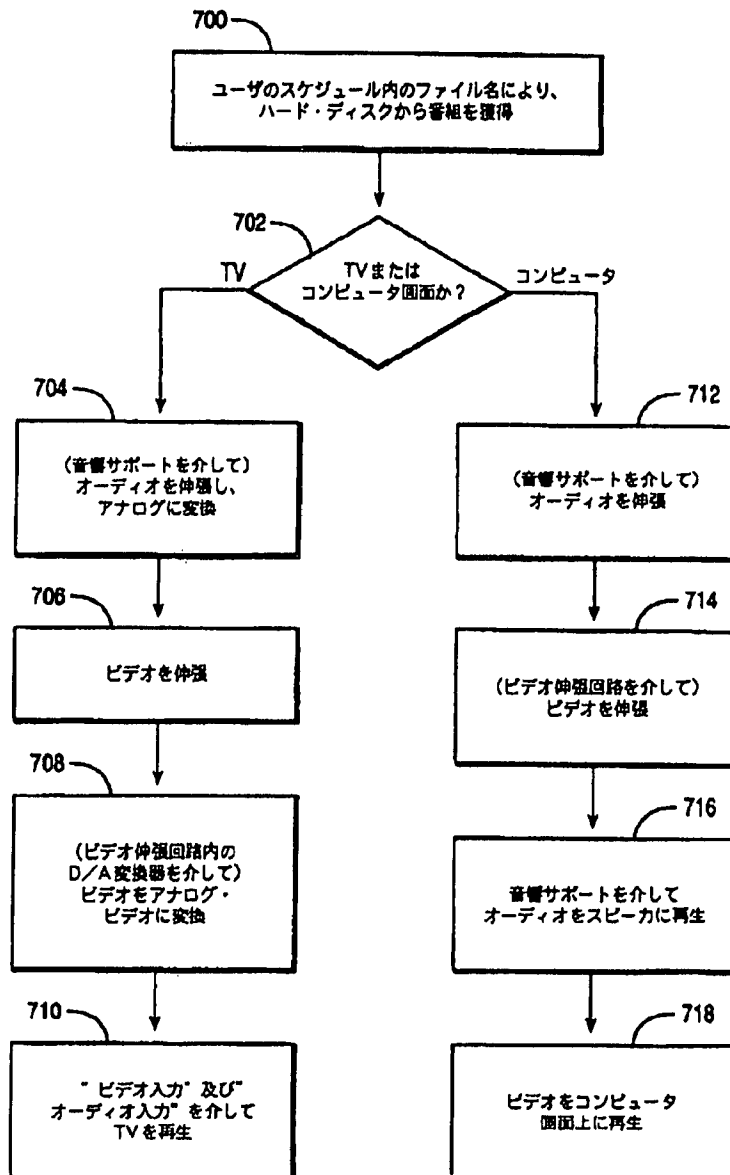 700
ユーザのスケジュール内のファイル名により、
ハード・ディスクから番組を獲得
702
TVまたは
コンピュータ画面か?
TV
コンピュータ
704
(音響サポートを介して)
オーディオを伸張し、
アナログに変換
706
ビデオを伸張
708
(ビデオ伸張回路内の
D/A変換器を介して)
ビデオをアナログ・
ビデオに変換
710
"ビデオ入力"及び"
オーディオ入力"を介して
TVを再生
712
(音響サポートを介して)
オーディオを伸張
714
(ビデオ伸張回路を介して)
ビデオを伸張
716
音響サポートを介して
オーディオをスピーカに再生
718
ビデオをコンピュータ
画面上に再生